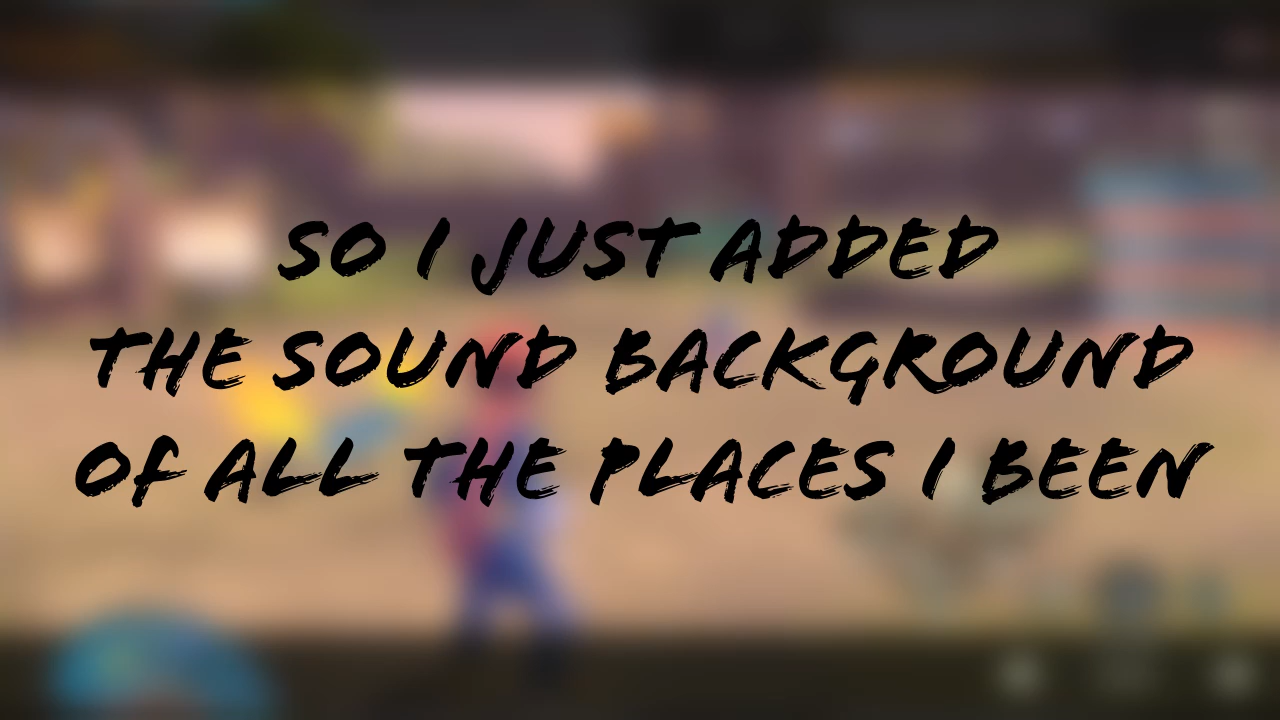 SO I JUST ADDED
THE SOUND BACKGROUND
OF ALL THE PLACES I BEEN